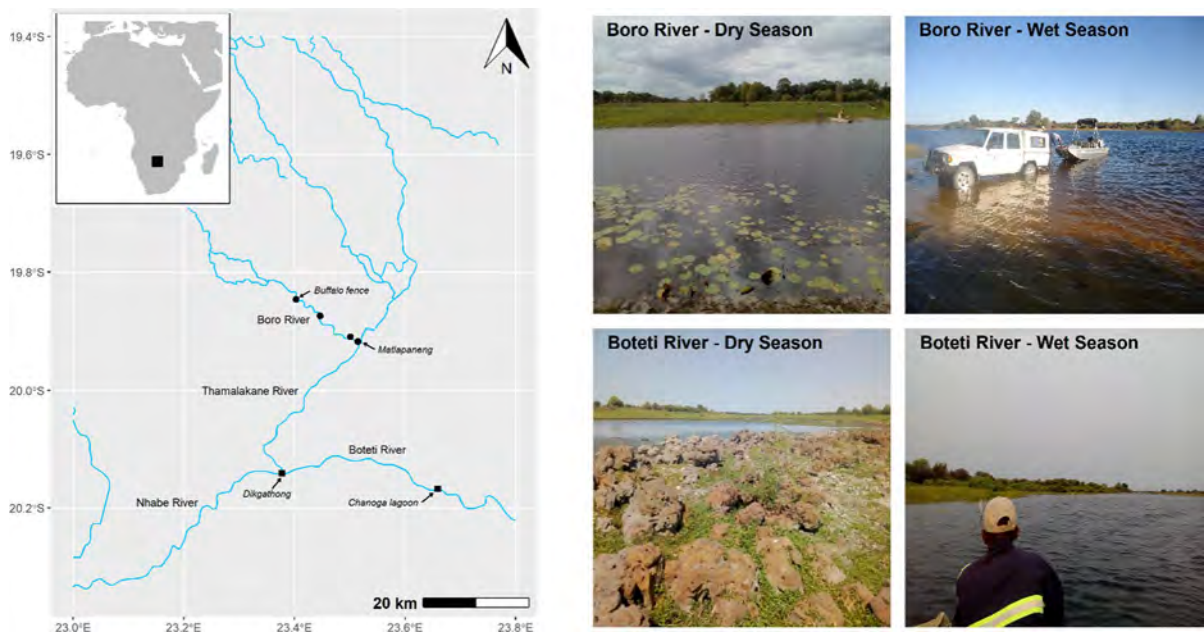 19.4°S
19.6°S
19.8°S
20.0°S
20.2°S
23.0°E
23.2°E
23.4°E
23.6°E
23.8°E
N
Buffalo fence
Boro River
Matlapaneng
Thamalakane River
Boteti River
Dikgathong
Chanoga lagoon
Nhabe River
20 km
Boro River - Dry Season
Boro River - Wet Season
Boteti River - Dry Season
Boteti River - Wet Season